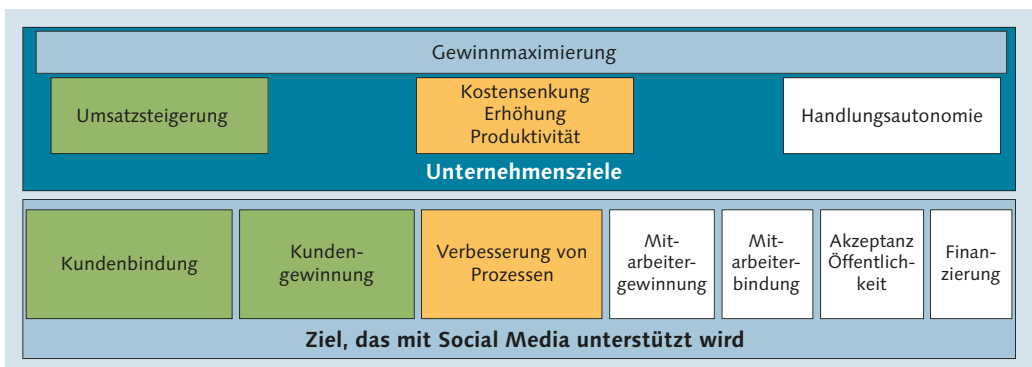 Gewinnmaximierung
Umsatzsteigerung
Kostensenkung
Erhöhung
Produktivität
Handlungsautonomie
Unternehmensziele
Kundenbindung
Kunden-
gewinnung
Verbesserung von
Prozessen
Mit-
arbeiter-
gewinnung
Mit-
arbeiter-
bindung
Akzeptanz
Öffentlich-
keit
Finan-
zierung
Ziel, das mit Social Media unterstützt wird